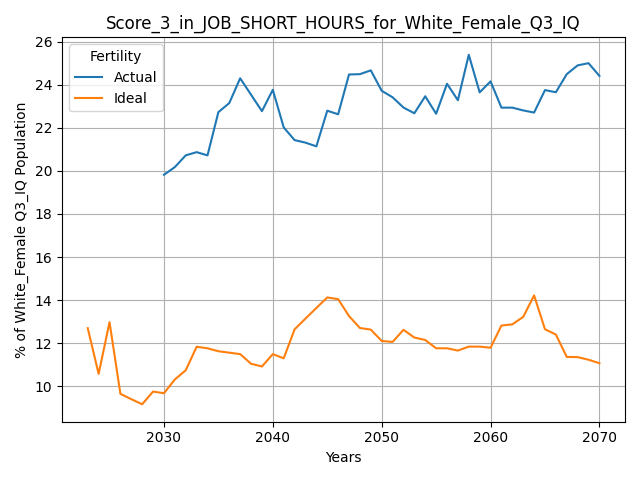 Score_3_in_JOB_SHORT_HOURS_for_White_Female_Q3_IQ
Fertility
Actual
Ideal
% of White_Female Q3_IQ Population
26
24
22
20
18
16
14
12
10
2030 2040 2050 2060 2070
Years